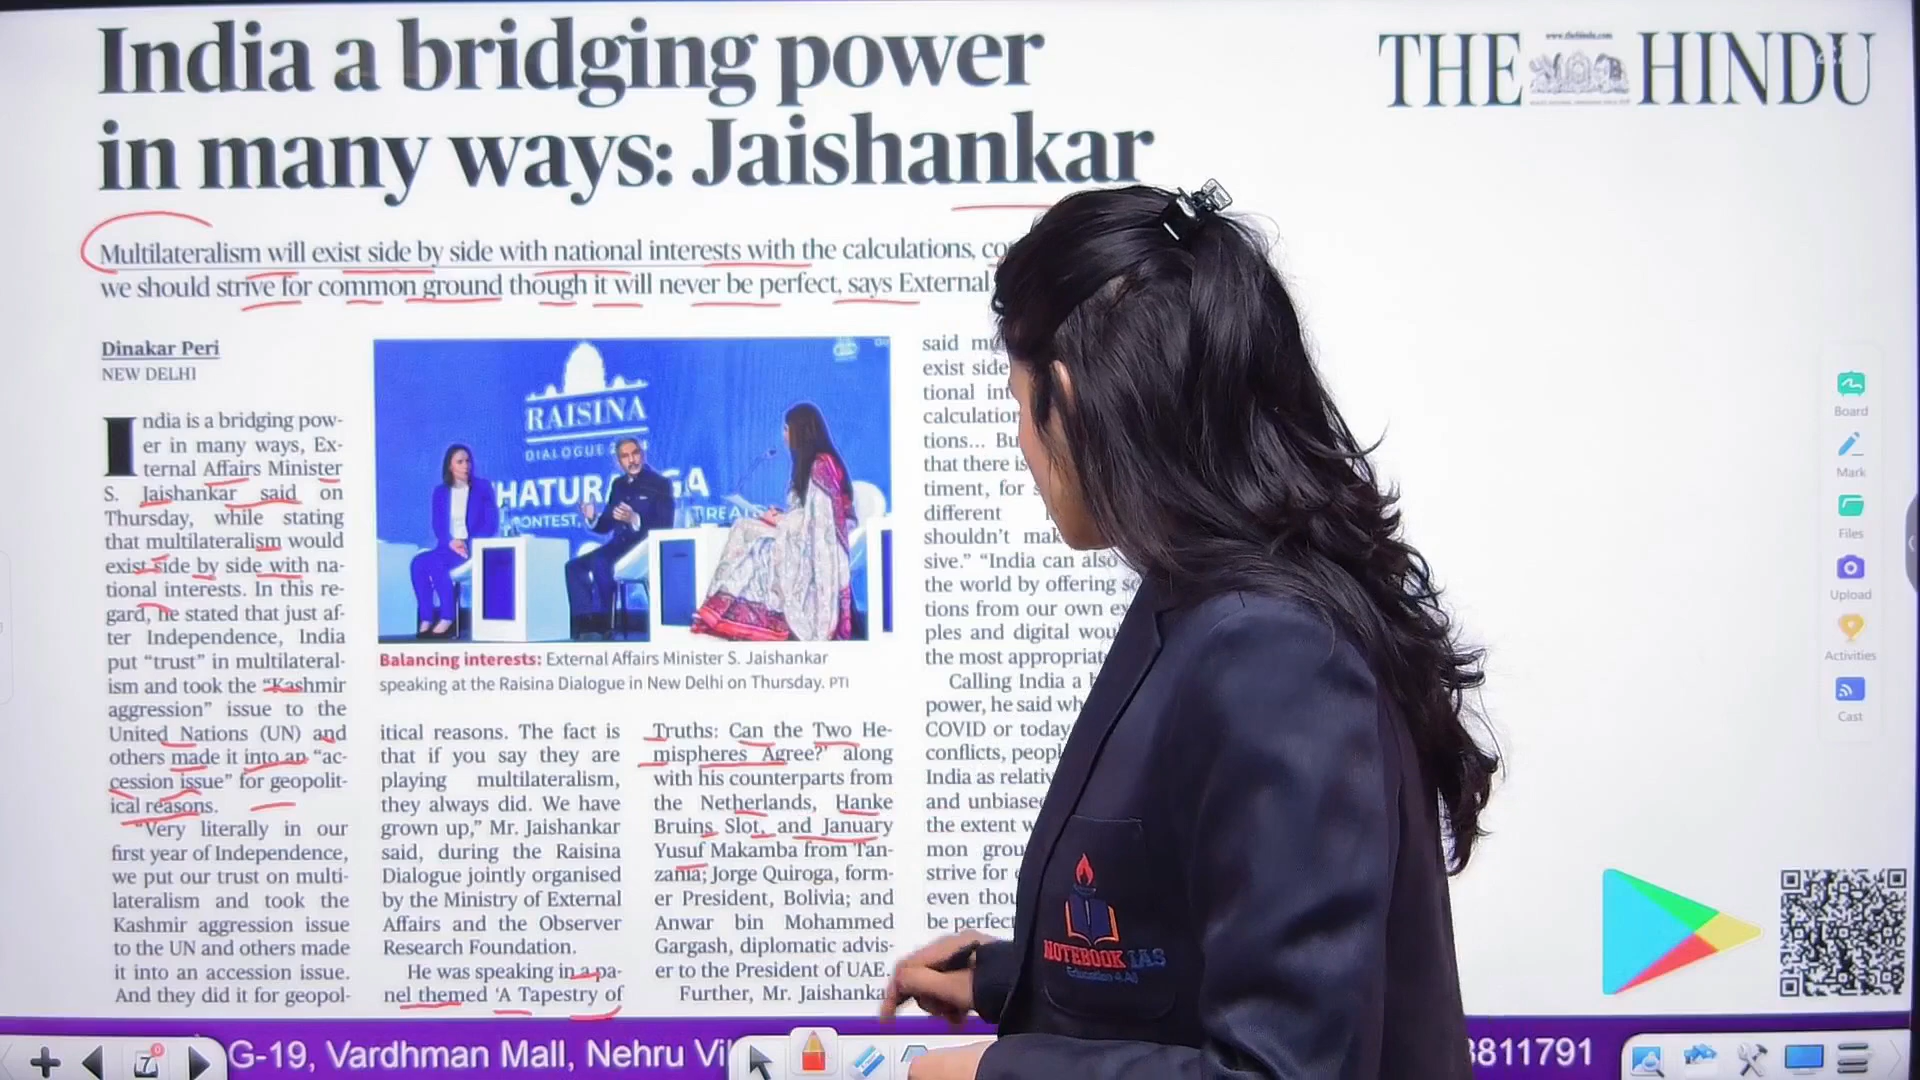 India a bridging power
in many ways: Jaishankar
www.thehindu.com
THE HINDU
Multilateralism will exist side by side with national interests with the calculations,
we should strive for common ground though it will never be perfect, says External
Dinakar Peri
NEW DELHI
India is a bridging pow-
er in many ways, Ex-
ternal Affairs Minister
S. Jaishankar said on
Thursday, while stating
that multilateralism would
exist side by side with na-
tional interests. In this re-
gard, he stated that just af-
ter Independence, India
put “trust” in multilateral-
ism and took the “Kashmir
aggression” issue to the
United Nations (UN) and
others made it into an “ac-
cession issue” for geopolit-
ical reasons.
“Very literally in our
first year of Independence,
we put our trust on multi-
lateralism and took the
Kashmir aggression issue
to the UN and others made
it into an accession issue.
And they did it for geopol-
RAISINA
DIALOGUE
HATURA GA
CONTEST,
Balancing interests: External Affairs Minister S. Jaishankar
speaking at the Raisina Dialogue in New Delhi on Thursday. PTI
itical reasons. The fact is
that if you say they are
playing multilateralism,
they always did. We have
grown up,” Mr. Jaishankar
said, during the Raisina
Dialogue jointly organised
by the Ministry of External
Affairs and the Observer
Research Foundation.
He was speaking in a pa-
nel themed ‘A Tapestry of
Truths: Can the Two He-
mispheres Agree?’ along
with his counterparts from
the Netherlands, Hanke
Bruins Slot, and January
Yusuf Makamba from Tan-
zania; Jorge Quiroga, form-
er President, Bolivia; and
Anwar bin Mohammed
Gargash, diplomatic advis-
er to the President of UAE.
Further, Mr. Jaishanka
said
exist side
tional
calculation
tions... Bu
that there is
timent, for
different
shouldn’t mak
sive.” “India can also
the world by offering
tions from our own
ples and digital wou
the most appropriat
Calling India a
power, he said wh
COVID or today
conflicts, peopl
India as relativ
and unbiase
the extent w
mon grou
strive for
even thou
be perfect
NOTEBOOK IAS
Education 4 All
Board
Mark
Files
Upload
Activities
Cast
7
G-19, Vardhman Mall, Nehru Vi
8811791